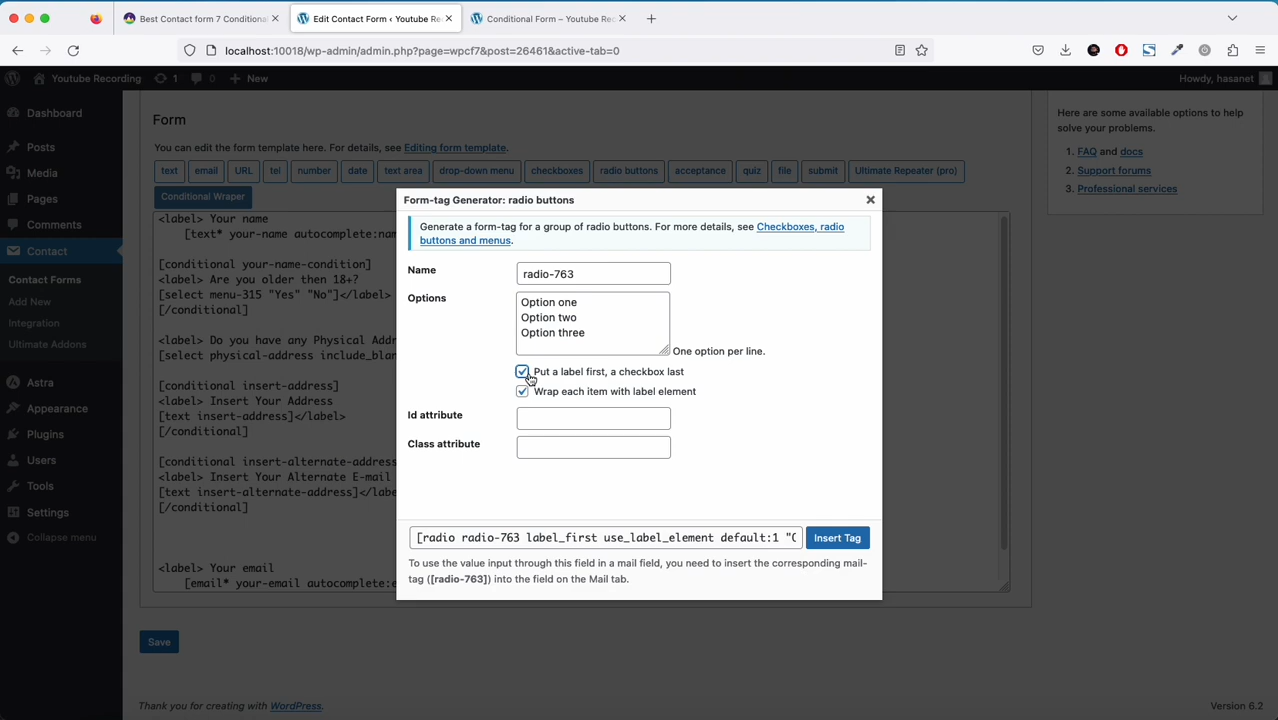 Best Contact form 7 Conditional
Edit Contact Form ‹ Youtube Re
Conditional Form – Youtube Rec
localhost:10018/wp-admin/admin.php?page=wpcf7&post=26461&active-tab=0
Youtube Recording
1
0
New
Howdy, hasanet
Dashboard
Posts
Media
Pages
Comments
Contact
Contact Forms
Add New
Integration
Ultimate Addons
Astra
Appearance
Plugins
Users
Tools
Settings
Collapse menu
Form
You can edit the form template here. For details, see Editing form template.
text email URL tel number date text area drop-down menu checkboxes radio buttons acceptance quiz file submit Ultimate Repeater (pro)
Conditional Wraper
<label> Your name
[text* your-name autocomplete:nam
[conditional your-name-condition]
<label> Are you older then 18+?
[select menu-315 "Yes" "No"]</label>
[/conditional]
<label> Do you have any Physical Addr
[select physical-address include_blan
[conditional insert-address]
<label> Insert Your Address
[text insert-address]</label>
[/conditional]
[conditional insert-alternate-address
<label> Insert Your Alternate E-mail
[text insert-alternate-address]</labe
[/conditional]
<label> Your email
[email* your-email autocomplete:e
Save
Thank you for creating with WordPress.
Version 6.2
Here are some available options to help
solve your problems.
1. FAQ and docs
2. Support forums
3. Professional services
Form-tag Generator: radio buttons
Generate a form-tag for a group of radio buttons. For more details, see Checkboxes, radio
buttons and menus.
Name
radio-763
Options
Option one
Option two
Option three
One option per line.
Put a label first, a checkbox last
Wrap each item with label element
Id attribute
Class attribute
[radio radio-763 label_first use_label_element default:1 "O
Insert Tag
To use the value input through this field in a mail field, you need to insert the corresponding mail-
tag ([radio-763]) into the field on the Mail tab.